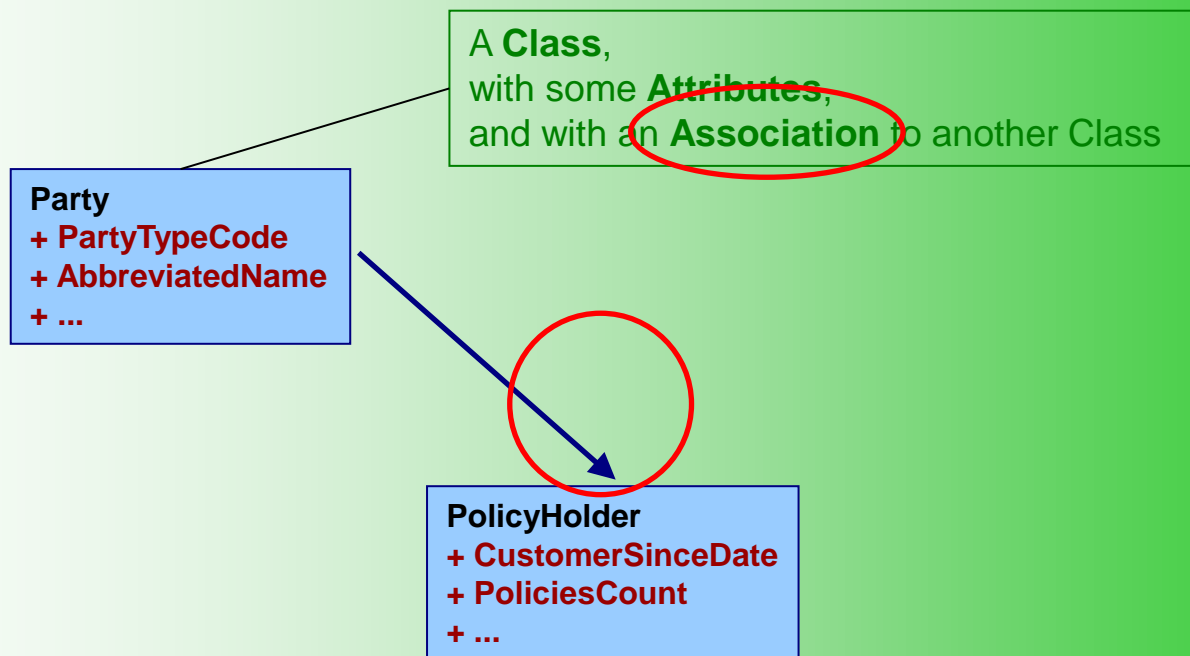 A Class,
with some Attributes,
and with an Association to another Class
Party
+ PartyTypeCode
+ AbbreviatedName
+ ...
PolicyHolder
+ CustomerSinceDate
+ PoliciesCount
+ ...